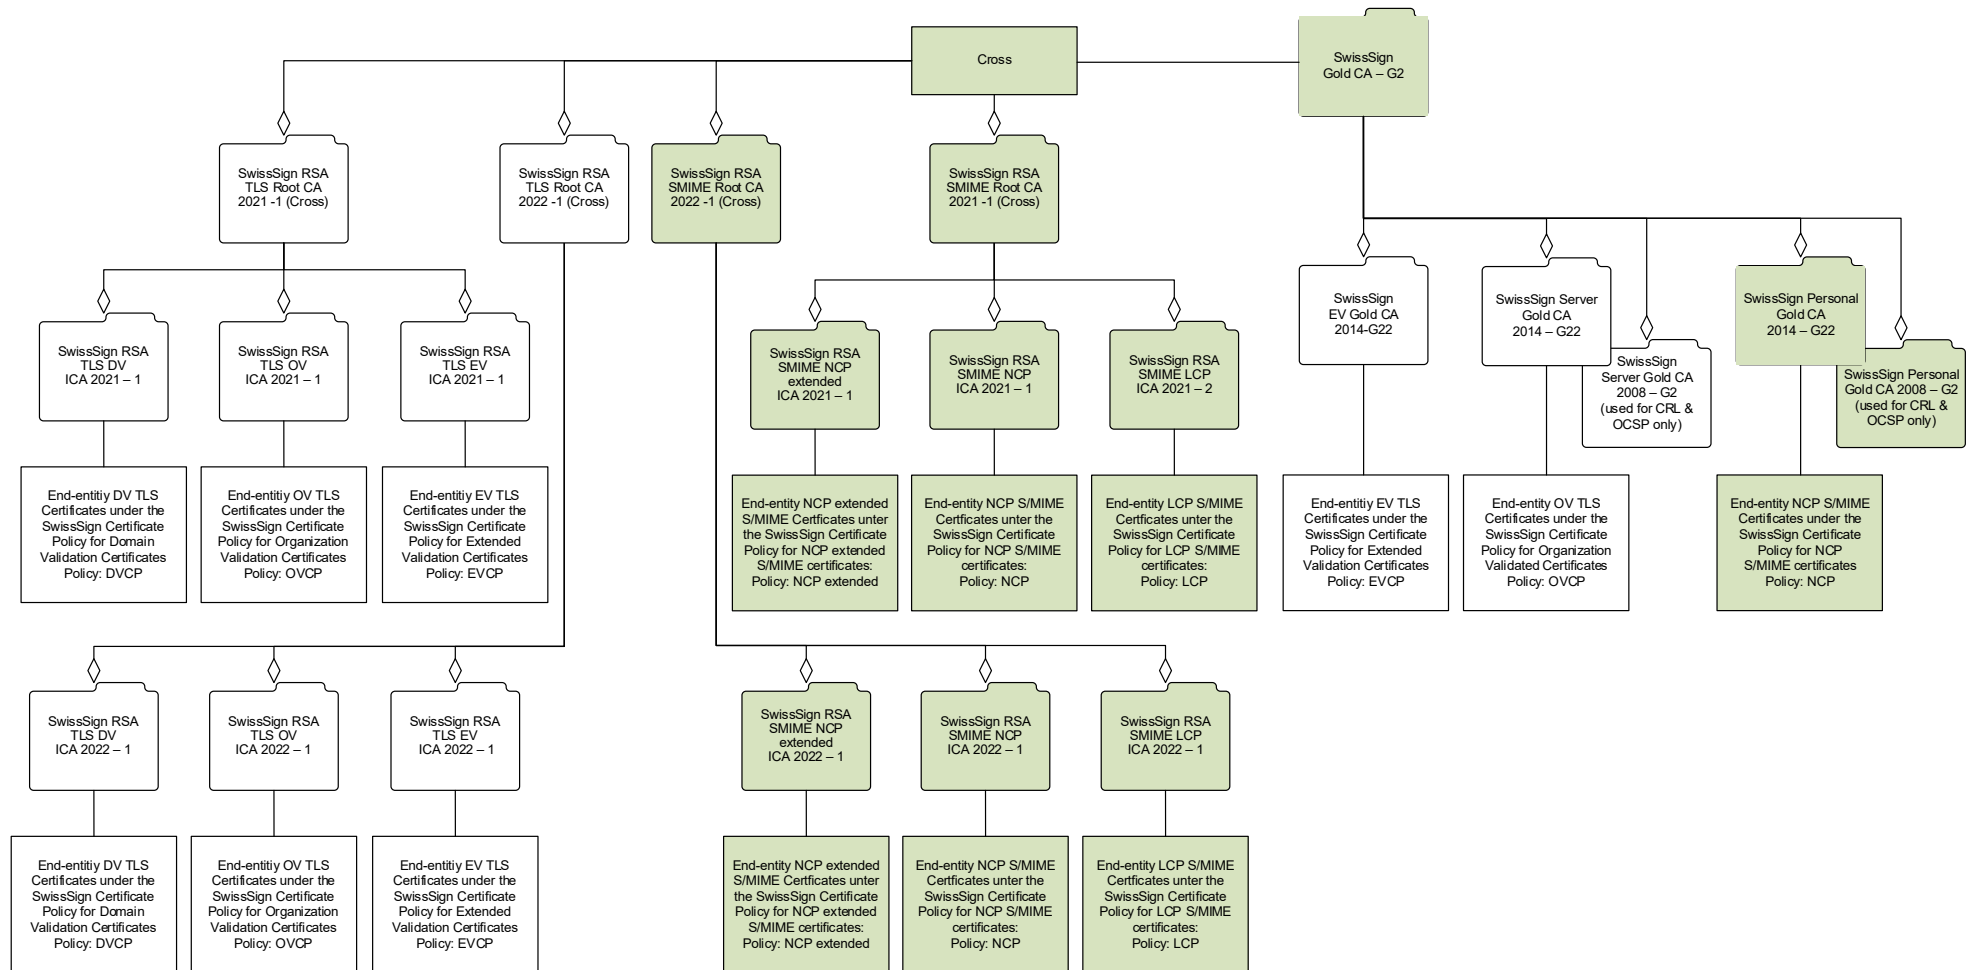 Cross
SwissSign
Gold CA – G2
SwissSign RSA
TLS Root CA
2021 -1 (Cross)
SwissSign RSA
TLS Root CA
2022 -1 (Cross)
SwissSign RSA
SMIME Root CA
2022 -1 (Cross)
SwissSign RSA
SMIME Root CA
2021 -1 (Cross)
SwissSign RSA
TLS DV
ICA 2021 – 1
SwissSign RSA
TLS OV
ICA 2021 – 1
SwissSign RSA
TLS EV
ICA 2021 – 1
SwissSign RSA
SMIME NCP
extended
ICA 2021 – 1
SwissSign RSA
SMIME NCP
ICA 2021 – 1
SwissSign RSA
SMIME LCP
ICA 2021 – 2
SwissSign
EV Gold CA
2014-G22
SwissSign Server
Gold CA
2014 – G22
SwissSign
Server Gold CA
2008 – G2
(used for CRL &
OCSP only)
SwissSign Personal
Gold CA
2014 – G22
SwissSign Personal
Gold CA 2008 – G2
(used for CRL &
OCSP only)
End-entitiy DV TLS
Certificates under the
SwissSign Certificate
Policy for Domain
Validation Certificates
Policy: DVCP
End-entitiy OV TLS
Certificates under the
SwissSign Certificate
Policy for Organization
Validation Certificates
Policy: OVCP
End-entitiy EV TLS
Certificates under the
SwissSign Certificate
Policy for Extended
Validation Certificates
Policy: EVCP
End-entity NCP extended
S/MIME Certficates unter
the SwissSign Certificate
Policy for NCP extended
S/MIME certificates:
Policy: NCP extended
End-entity NCP S/MIME
Certficates unter the
SwissSign Certificate
Policy for NCP S/MIME
certificates:
Policy: NCP
End-entity LCP S/MIME
Certficates unter the
SwissSign Certificate
Policy for LCP S/MIME
certificates:
Policy: LCP
End-entitiy EV TLS
Certificates under the
SwissSign Certificate
Policy for Extended
Validation Certificates
Policy: EVCP
End-entity OV TLS
Certificates under the
SwissSign Certificate
Policy for Organization
Validated Certificates
Policy: OVCP
End-entity NCP S/MIME
Certificates under the
SwissSign Certificate
Policy for NCP
S/MIME certificates
Policy: NCP
SwissSign RSA
TLS DV
ICA 2022 – 1
SwissSign RSA
TLS OV
ICA 2022 – 1
SwissSign RSA
TLS EV
ICA 2022 – 1
SwissSign RSA
SMIME NCP
extended
ICA 2022 – 1
SwissSign RSA
SMIME NCP
ICA 2022 – 1
SwissSign RSA
SMIME LCP
ICA 2022 – 1
End-entitiy DV TLS
Certificates under the
SwissSign Certificate
Policy for Domain
Validation Certificates
Policy: DVCP
End-entitiy OV TLS
Certificates under the
SwissSign Certificate
Policy for Organization
Validation Certificates
Policy: OVCP
End-entitiy EV TLS
Certificates under the
SwissSign Certificate
Policy for Extended
Validation Certificates
Policy: EVCP
End-entity NCP extended
S/MIME Certficates unter
the SwissSign Certificate
Policy for NCP extended
S/MIME certificates:
Policy: NCP extended
End-entity NCP S/MIME
Certficates unter the
SwissSign Certificate
Policy for NCP S/MIME
certificates:
Policy: NCP
End-entity LCP S/MIME
Certficates unter the
SwissSign Certificate
Policy for LCP S/MIME
certificates:
Policy: LCP